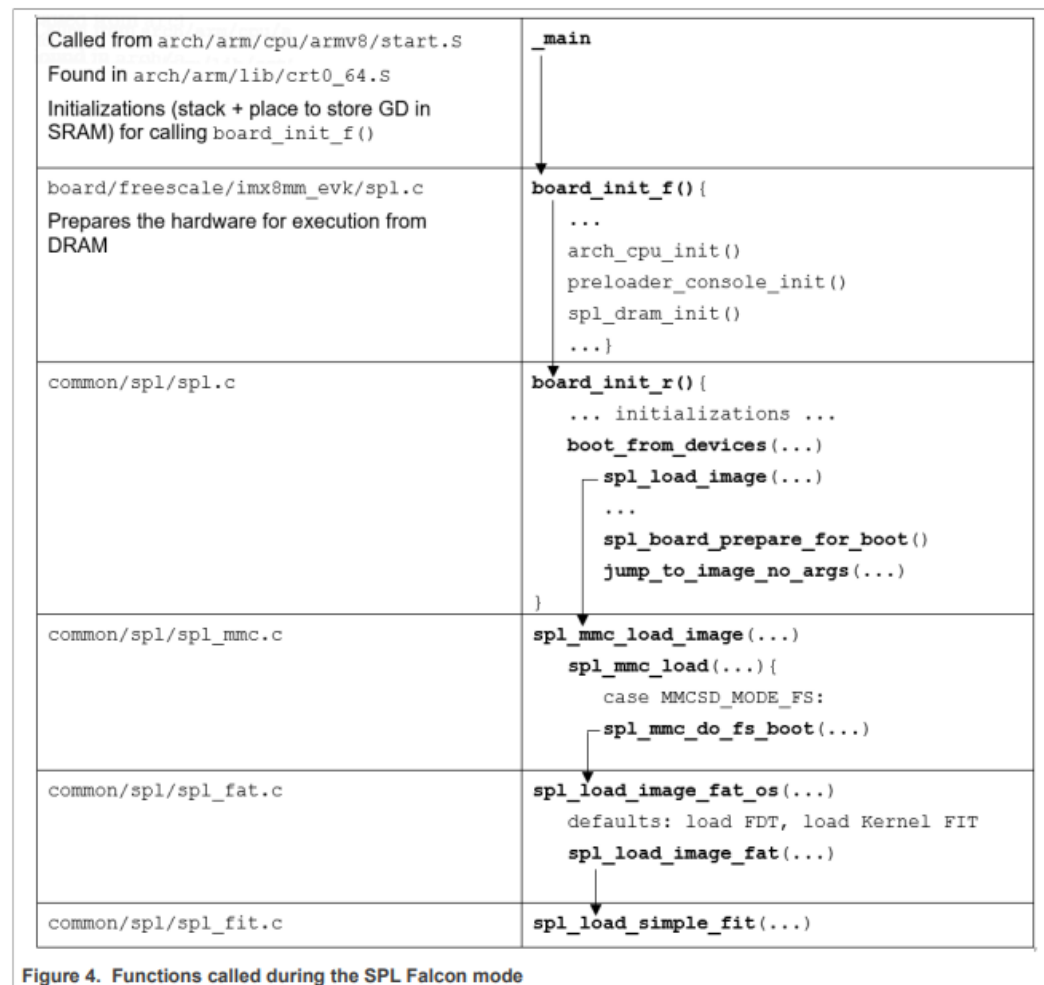 Called from arch/arm/cpu/armv8/start.S
Found in arch/arm/lib/crt0_64.S
Initializations (stack + place to store GD in
SRAM) for calling board_init_f()
_main
board/freescale/imx8mm_evk/spl.c
Prepares the hardware for execution from
DRAM
board_init_f(){
...
arch_cpu_init()
preloader_console_init()
spl_dram_init()
...}
common/spl/spl.c
board_init_r(){
... initializations ...
boot_from_devices(...)
spl_load_image(...)
...
spl_board_prepare_for_boot()
jump_to_image_no_args(...)
}
common/spl/spl_mmc.c
spl_mmc_load_image(...)
spl_mmc_load(...){
case MMCSD_MODE_FS:
spl_mmc_do_fs_boot(...)
common/spl/spl_fat.c
spl_load_image_fat_os(...)
defaults: load FDT, load Kernel FIT
spl_load_image_fat(...)
common/spl/spl_fit.c
spl_load_simple_fit(...)
Figure 4. Functions called during the SPL Falcon mode